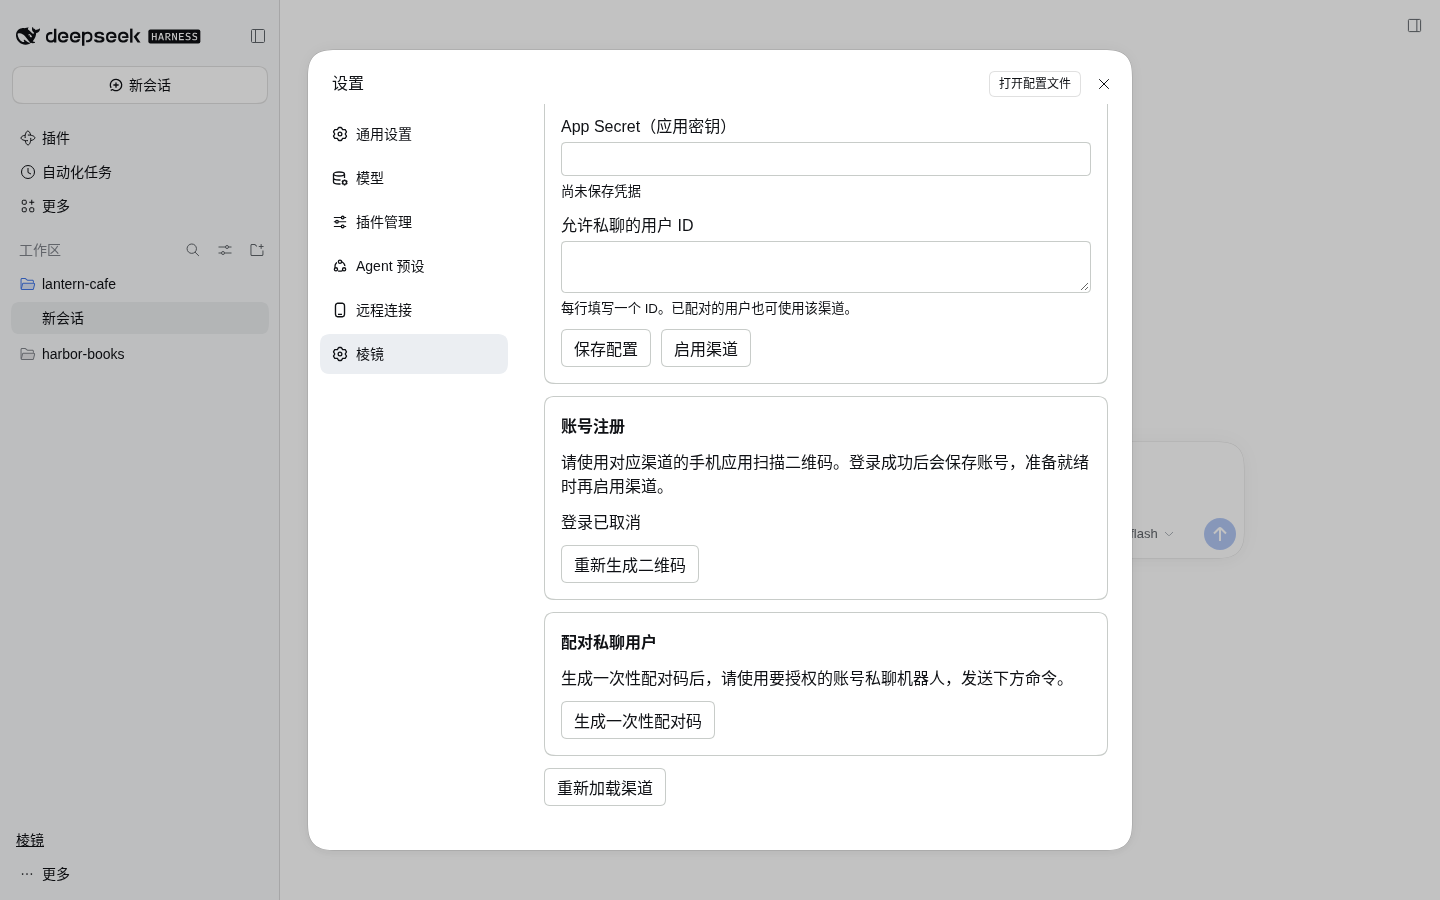 deepseek HARNESS
新会话
插件
自动化任务
更多
工作区
lantern-cafe
新会话
harbor-books
棱镜
更多
设置
打开配置文件
通用设置
模型
插件管理
Agent 预设
远程连接
棱镜
App Secret（应用密钥）
尚未保存凭据
允许私聊的用户 ID
每行填写一个 ID。已配对的用户也可使用该渠道。
保存配置
启用渠道
账号注册
请使用对应渠道的手机应用扫描二维码。登录成功后会保存账号，准备就绪
时再启用渠道。
登录已取消
重新生成二维码
配对私聊用户
生成一次性配对码后，请使用要授权的账号私聊机器人，发送下方命令。
生成一次性配对码
重新加载渠道
flash